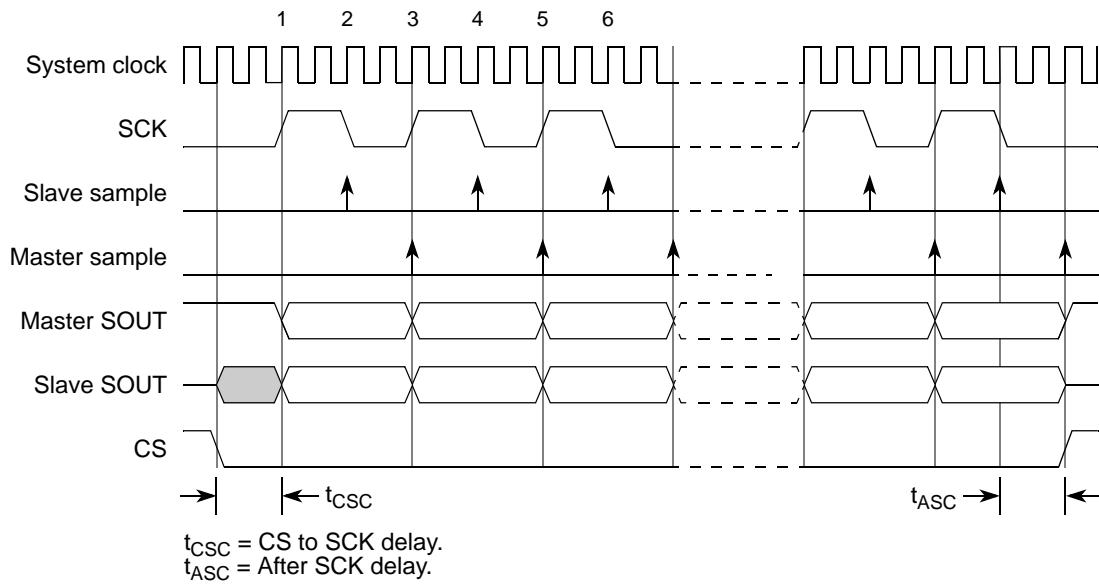 1 2 3 4 5 6
System clock
SCK
Slave sample
Master sample
Master SOUT
Slave SOUT
CS
tCSC tASC
tCSC = CS to SCK delay.
tASC = After SCK delay.